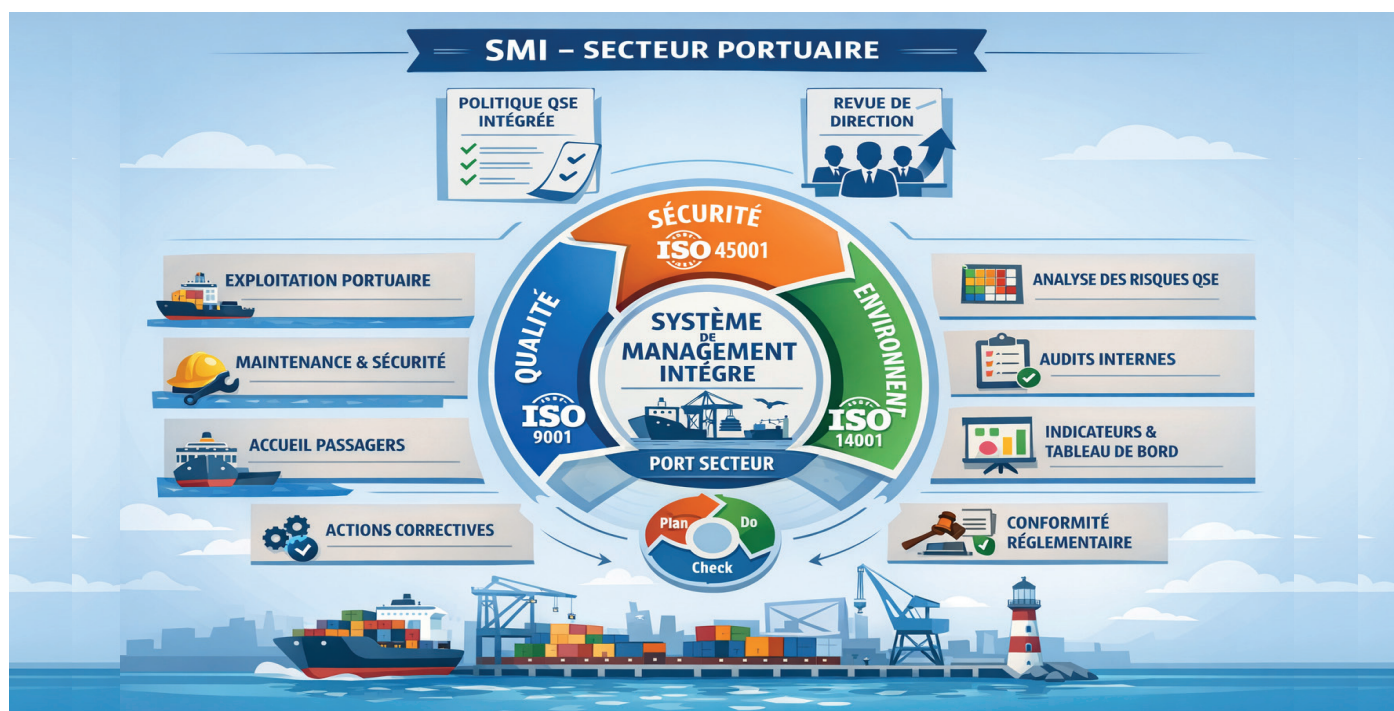 SMI – SECTEUR PORTUAIRE
POLITIQUE QSE
INTÉGRÉE
REVUE DE
DIRECTION
SÉCURITÉ
ISO 45001
QUALITÉ
ISO
9001
ENVIRONNENT
ISO
14001
SYSTÈME
DE
MANAGEMENT
INTÉGRE
PORT SECTEUR
EXPLOITATION PORTUAIRE
MAINTENANCE & SÉCURITÉ
ACCUEIL PASSAGERS
ACTIONS CORRECTIVES
ANALYSE DES RISQUES QSE
AUDITS INTERNES
INDICATEURS &
TABLEAU DE BORD
CONFORMITÉ
RÉGLEMENTAIRE
Plan
Do
Check